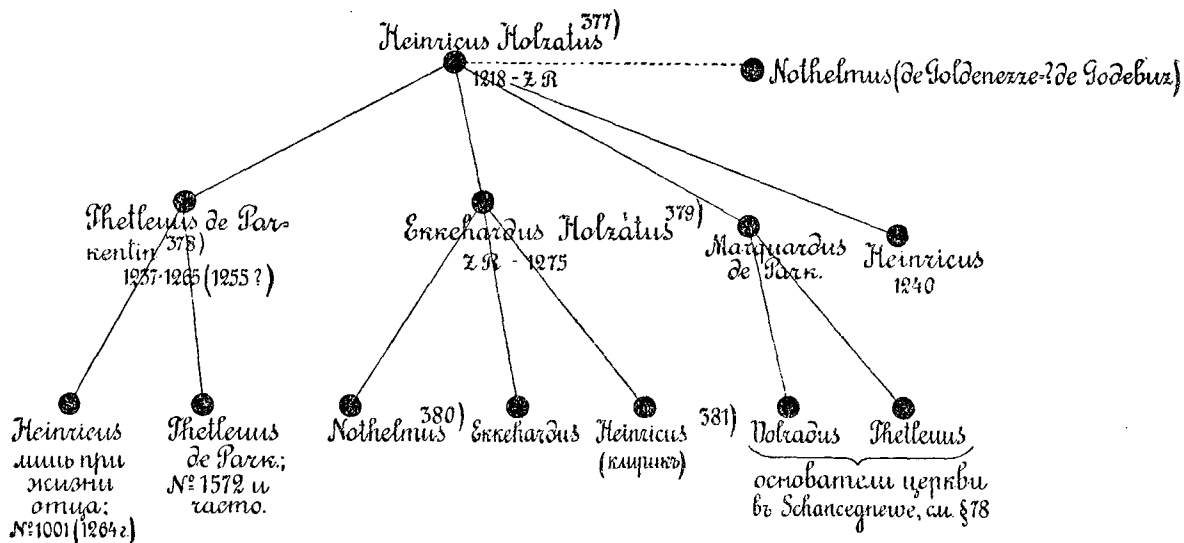 Heinricus Holzatus 377)
1218 - Z R
Nothelmus (de Goldenezze-? de Godebuz)
Thetleuus de Par-
kentin 378)
1237-1265 (1255 ?)
Ekkehardus Holzátus 379)
Z R - 1275
Marquardus
de Park.
Heinricus
1240
Heinricus
лишь при
жизни
отца:
№ 1001 (1264 г.)
Thetleuus
de Park.;
№ 1572 и
часто.
Nothelmus 380)
Ekkehardus
Heinricus
(клирикъ)
381) Volradus
Thetleuus
основатели церкви
въ Schancegnewe, см. § 78